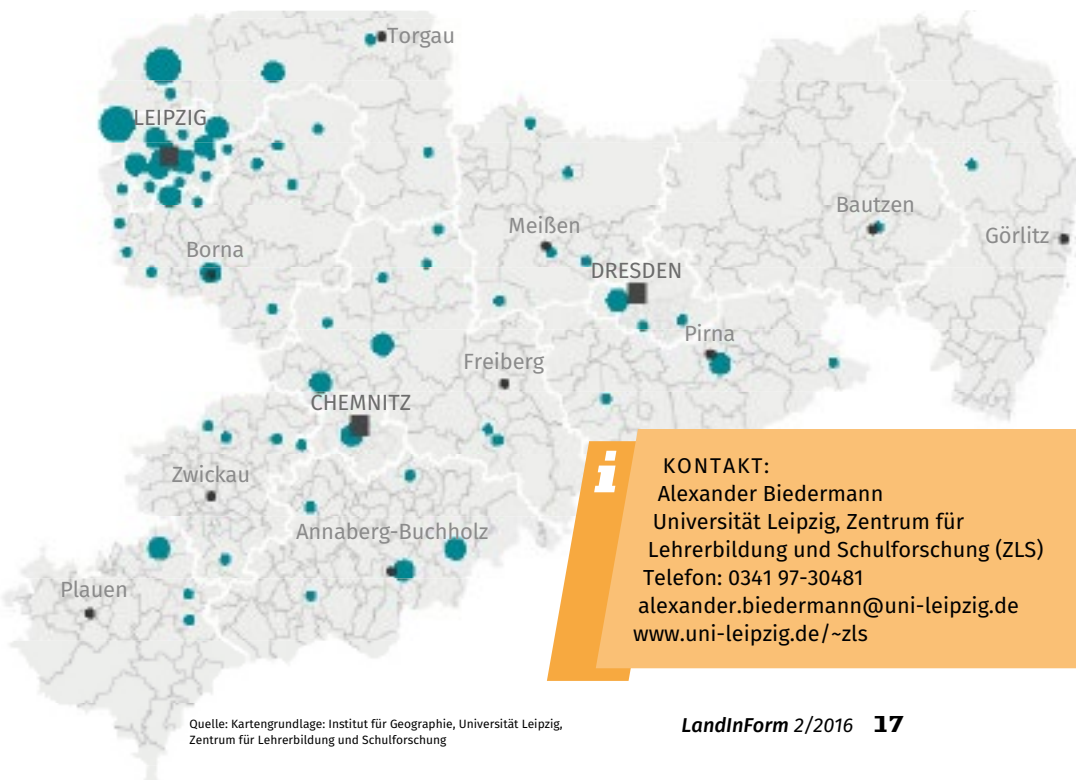 Torgau
LEIPZIG
Bautzen
Meißen
Görlitz
Borna
DRESDEN
Pirna
Freiberg
CHEMNITZ
Zwickau
Annaberg-Buchholz
Plauen
i
KONTAKT:
Alexander Biedermann
Universität Leipzig, Zentrum für
Lehrerbildung und Schulforschung (ZLS)
Telefon: 0341 97-30481
alexander.biedermann@uni-leipzig.de
www.uni-leipzig.de/~zls
Quelle: Kartengrundlage: Institut für Geographie, Universität Leipzig,
Zentrum für Lehrerbildung und Schulforschung
LandInForm 2/2016 17